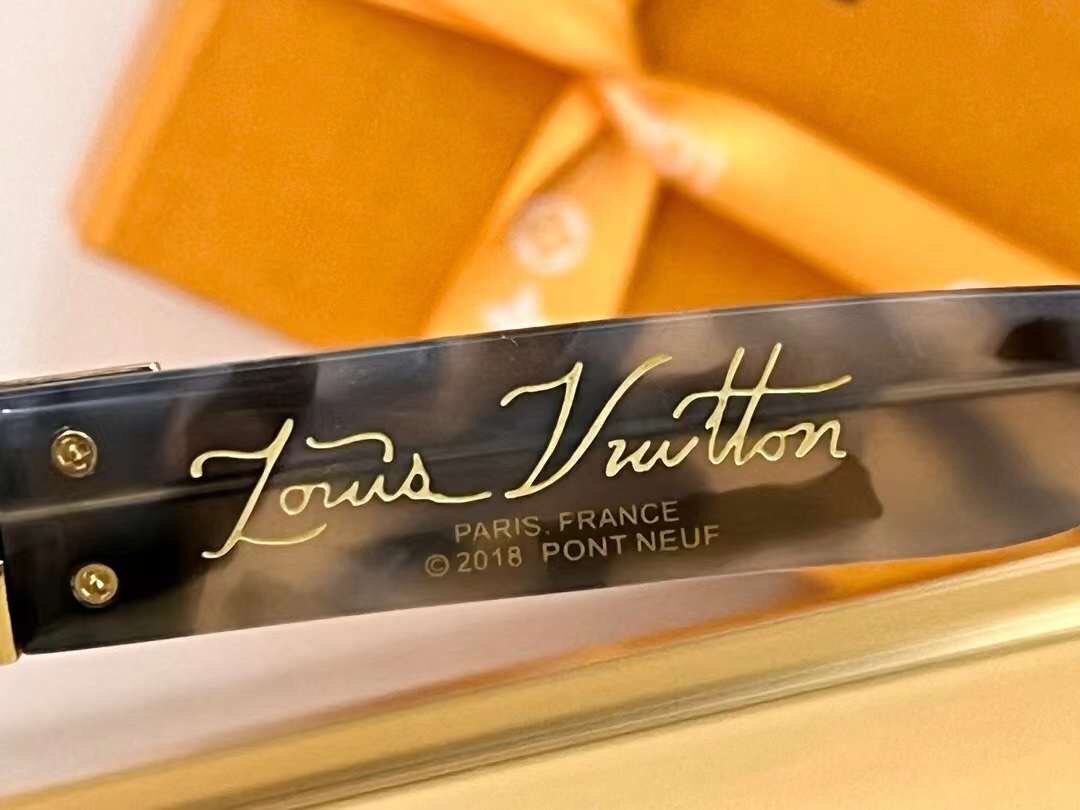 Louis Vuitton
PARIS. FRANCE
© 2018 PONT NEUF